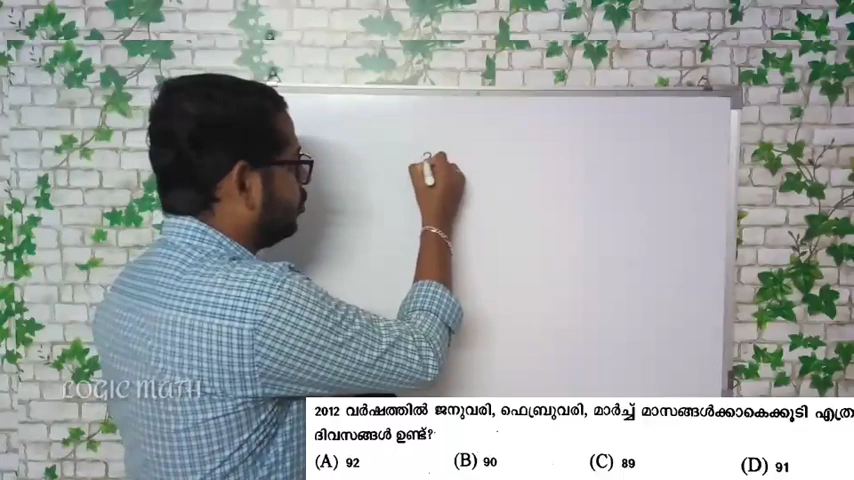 LOGIC MATH
2012 വർഷത്തിൽ ജനുവരി, ഫെബ്രുവരി, മാർച്ച് മാസങ്ങൾക്കാകെക്കൂടി എത്ര
ദിവസങ്ങൾ ഉണ്ട്?
(A) 92 (B) 90 (C) 89 (D) 91